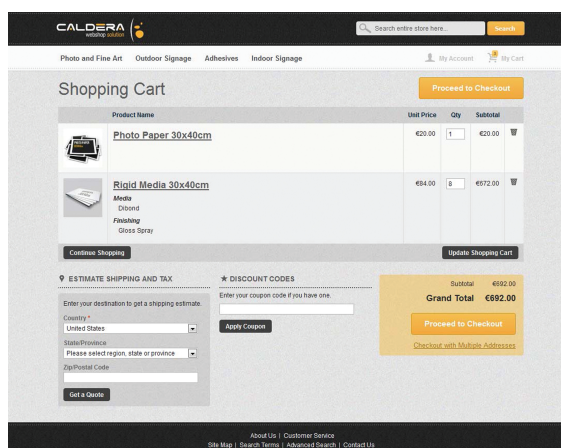 CALDERA
webshop solution
Search entire store here...
Search
Photo and Fine Art Outdoor Signage Adhesives Indoor Signage
My Account
My Cart
Shopping Cart
Proceed to Checkout
Product Name Unit Price Qty Subtotal
Photo Paper 30x40cm €20.00 1 €20.00
Rigid Media 30x40cm €84.00 8 €672.00
Media
Dibond
Finishing
Gloss Spray
Continue Shopping
Update Shopping Cart
ESTIMATE SHIPPING AND TAX
Enter your destination to get a shipping estimate.
Country *
United States
State/Province
Please select region, state or province
Zip/Postal Code
Get a Quote
DISCOUNT CODES
Enter your coupon code if you have one.
Apply Coupon
Subtotal €692.00
Grand Total €692.00
Proceed to Checkout
Checkout with Multiple Addresses
About Us | Customer Service
Site Map | Search Terms | Advanced Search | Contact Us